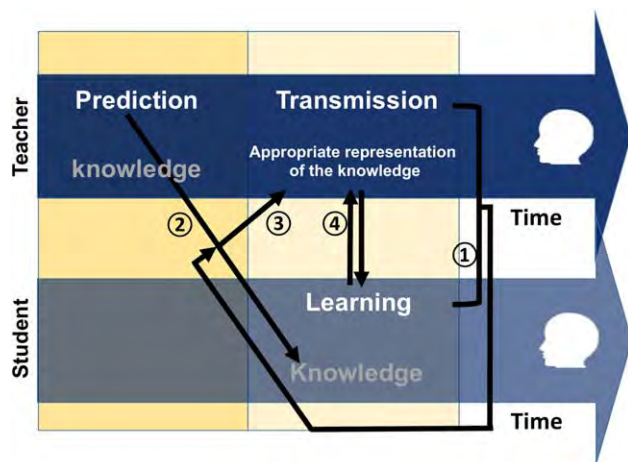 Teacher
Prediction
Transmission
knowledge
Appropriate representation
of the knowledge
②
③
④
①
Time
Student
Learning
Knowledge
Time